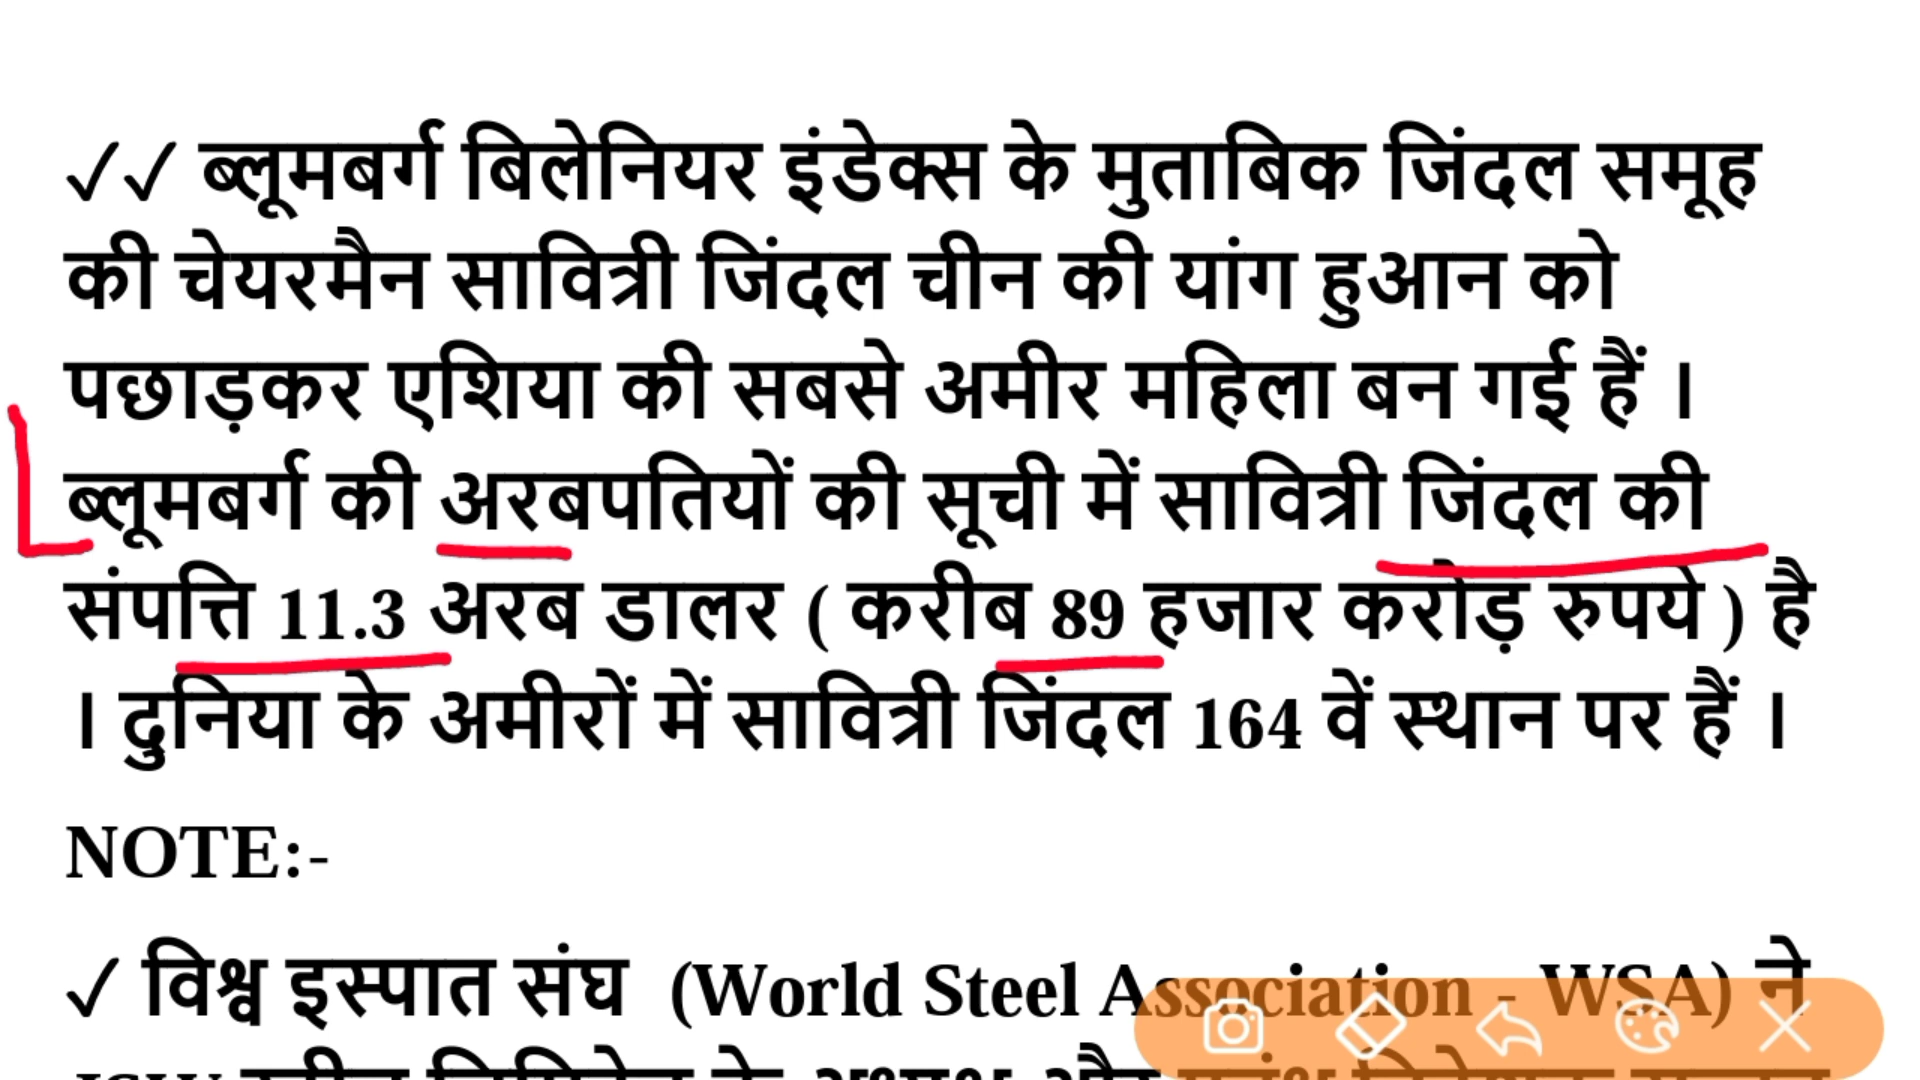 ✓✓ ब्लूमबर्ग बिलेनियर इंडेक्स के मुताबिक जिंदल समूह
की चेयरमैन सावित्री जिंदल चीन की यांग हुआन को
पछाड़कर एशिया की सबसे अमीर महिला बन गई हैं ।
ब्लूमबर्ग की अरबपतियों की सूची में सावित्री जिंदल की
संपत्ति 11.3 अरब डालर ( करीब 89 हजार करोड़ रुपये ) है
। दुनिया के अमीरों में सावित्री जिंदल 164 वें स्थान पर हैं ।
NOTE:-
✓ विश्व इस्पात संघ (World Steel Association - WSA) ने